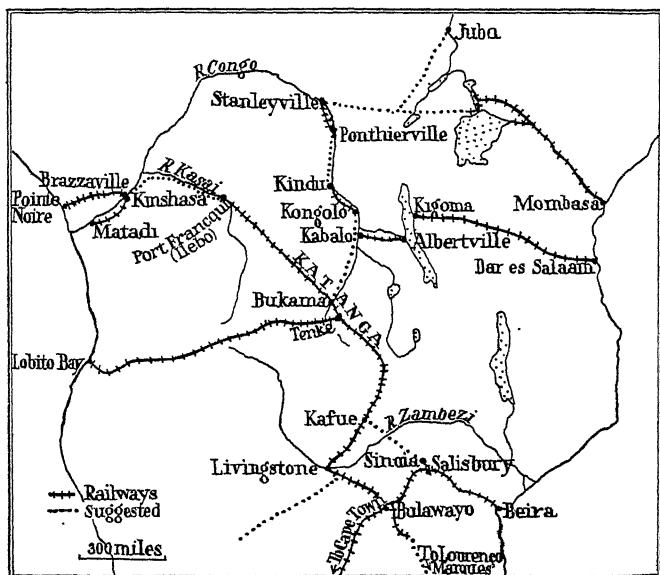 Juba
R. Congo
Stanleyville
Ponthierville
R. Kasai
Brazzaville
Kindu
Pointe
Noire
Kinshasa
Kongolo
Kigoma
Mombasa
Matadi
Port Francqui
(Ilebo)
Kabalo
Albertville
Dar es Salaam
KATANGA
Bukama
Tenke
Lobito Bay
Kafue
R. Zambezi
Livingstone
Sinoia
Salisbury
Railways
Suggested
Bulawayo
Beira
300 miles
To Cape Town
To Lourenço
Marques